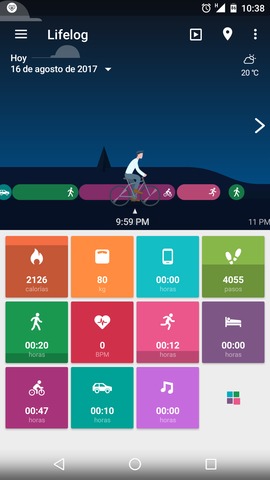 10:38
Lifelog
Hoy
16 de agosto de 2017
20 °C
9:59 PM
11 PM
2126
calorías
80
kg
00:00
horas
4055
pasos
00:20
horas
0
BPM
00:12
horas
00:00
horas
00:47
horas
00:10
horas
00:00
horas